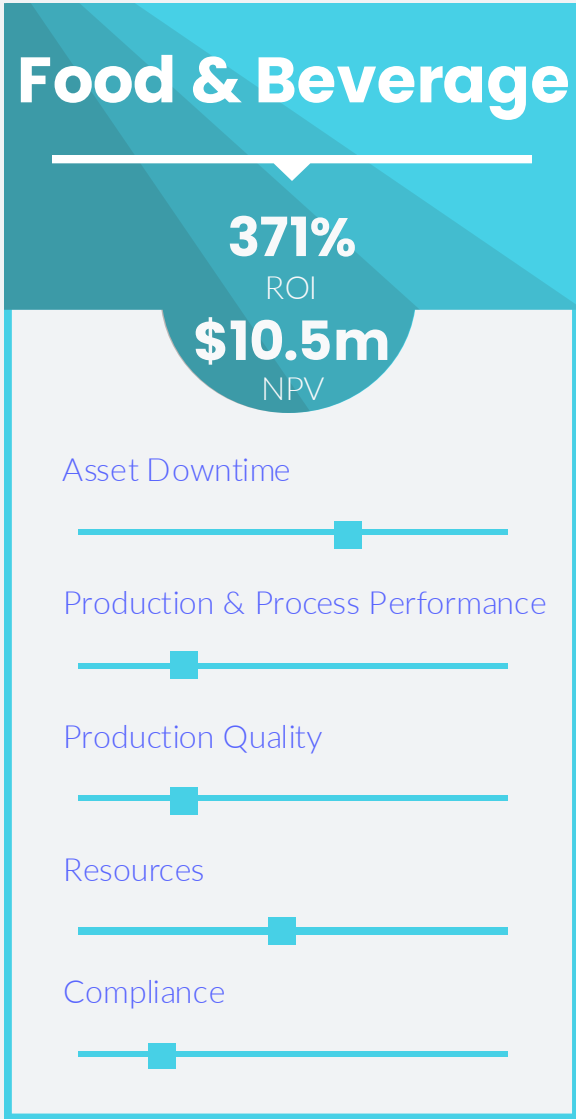 Food & Beverage
371%
ROI
$10.5m
NPV
Asset Downtime
Production & Process Performance
Production Quality
Resources
Compliance